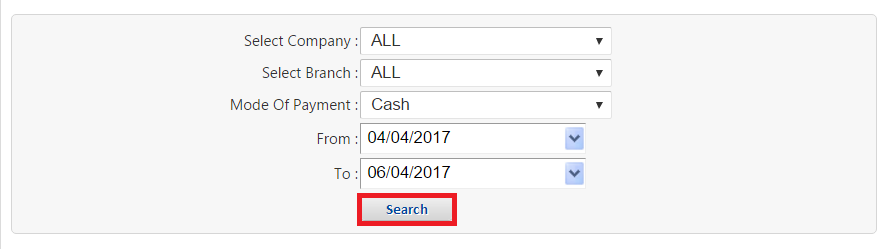 Select Company : ALL
Select Branch : ALL
Mode Of Payment : Cash
From : 04/04/2017
To : 06/04/2017
Search